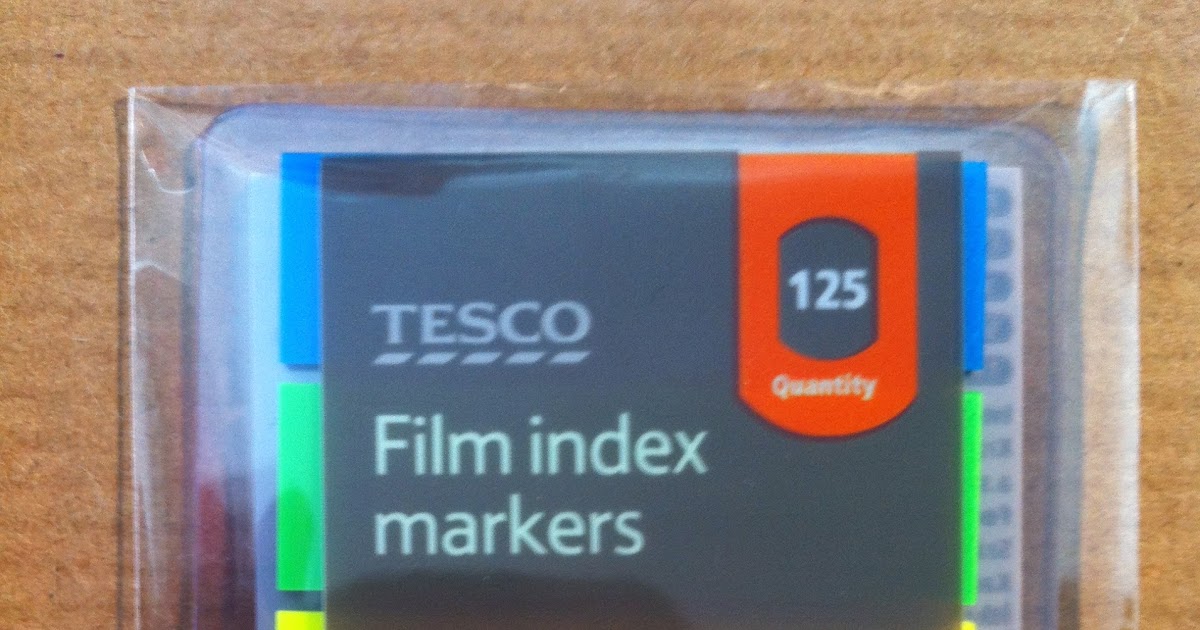 125
TESCO
Quantity
Film index
markers